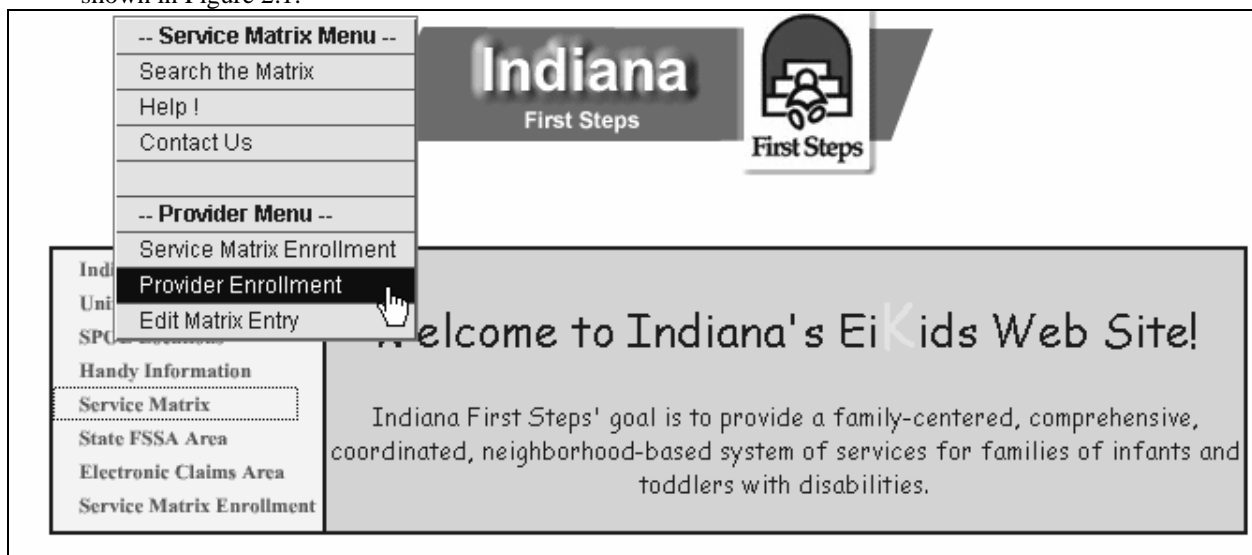 shown in Figure 2.1.
-- Service Matrix Menu --
Search the Matrix
Help !
Contact Us
-- Provider Menu --
Service Matrix Enrollment
Provider Enrollment
Edit Matrix Entry
Indiana
First Steps
First Steps
Handy Information
Service Matrix
State FSSA Area
Electronic Claims Area
Service Matrix Enrollment
elcome to Indiana's EiKids Web Site!
Indiana First Steps' goal is to provide a family-centered, comprehensive,
coordinated, neighborhood-based system of services for families of infants and
toddlers with disabilities.